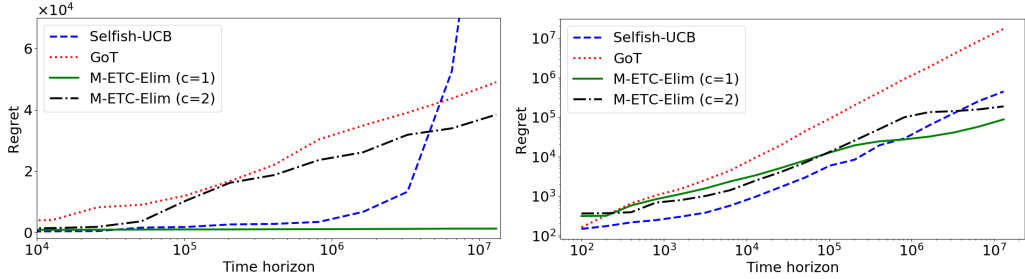 ×10⁴
6
4
2
0
Regret
Selfish-UCB
GoT
M-ETC-Elim (c=1)
M-ETC-Elim (c=2)
10⁴
10⁵
10⁶
10⁷
Time horizon
10⁷
10⁶
10⁵
10⁴
10³
10²
Regret
Selfish-UCB
GoT
M-ETC-Elim (c=1)
M-ETC-Elim (c=2)
10²
10³
10⁴
10⁵
10⁶
10⁷
Time horizon